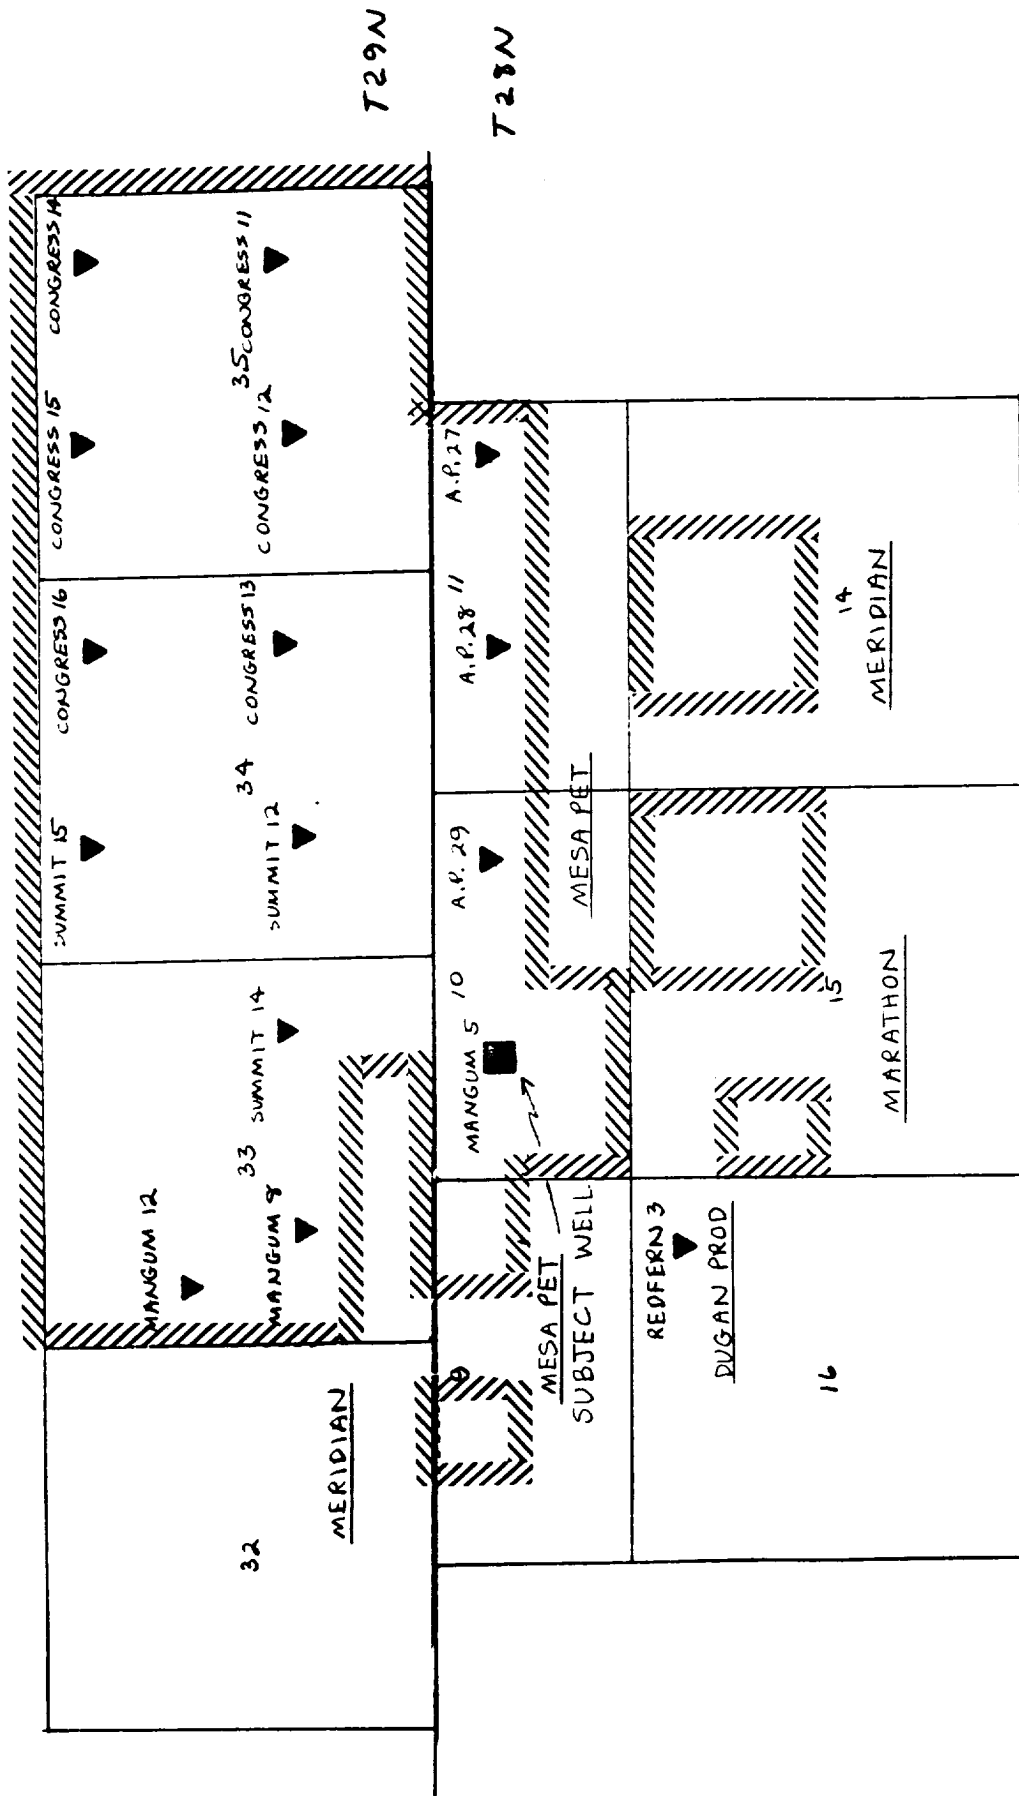 SUMMIT 15
CONGRESS 16
CONGRESS 15
CONGRESS 14
MANGUM 12
32
33
MANGUM 8
SUMMIT 14
34
SUMMIT 12
CONGRESS 13
35
CONGRESS 12
CONGRESS 11
MERIDIAN
T29N
MANGUM 5
10
A.P. 29
A.P. 28
11
A.P. 27
T28N
MESA PET
SUBJECT WELL
MESA PET
REDFERN 3
DUGAN PROD
16
15
MARATHON
14
MERIDIAN